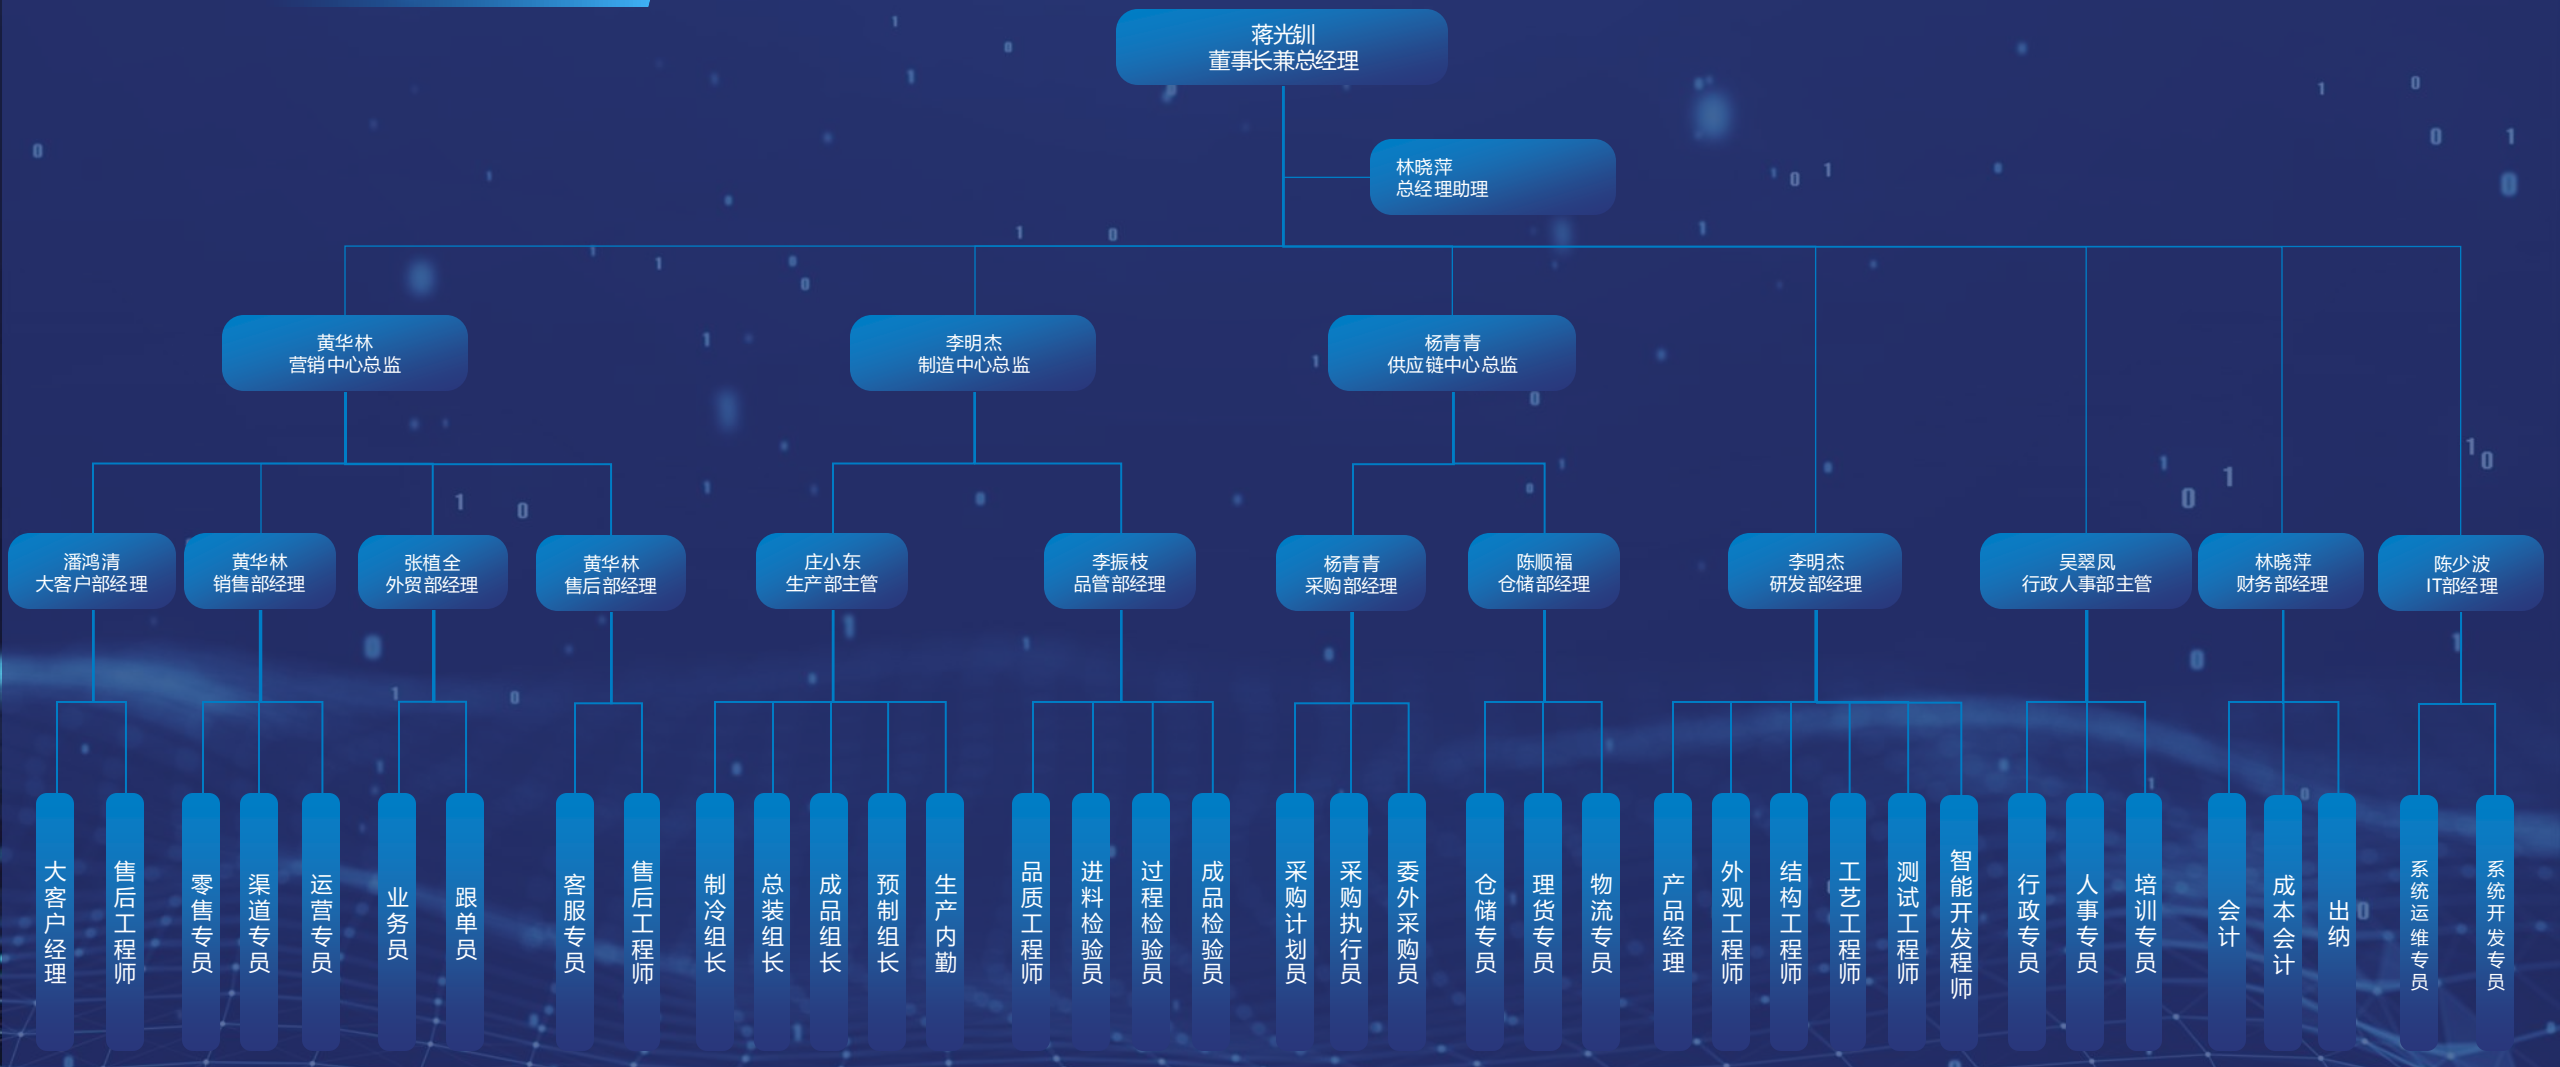 蒋光钏
董事长兼总经理
林晓萍
总经理助理
黄华林
营销中心总监
李明杰
制造中心总监
杨青青
供应链中心总监
潘鸿清
大客户部经理
黄华林
销售部经理
张植全
外贸部经理
黄华林
售后部经理
庄小东
生产部主管
李振枝
品管部经理
杨青青
采购部经理
陈顺福
仓储部经理
李明杰
研发部经理
吴翠凤
行政人事部主管
林晓萍
财务部经理
陈少波
IT部经理
大客户经理
售后工程师
零售专员
渠道专员
运营专员
业务员
跟单员
客服专员
售后工程师
制冷组长
总装组长
成品组长
预制组长
生产内勤
品质工程师
进料检验员
过程检验员
成品检验员
采购计划员
采购执行员
委外采购员
仓储专员
理货专员
物流专员
产品经理
外观工程师
结构工程师
工艺工程师
测试工程师
智能开发程师
行政专员
人事专员
培训专员
会计
成本会计
出纳
系统运维专员
系统开发专员